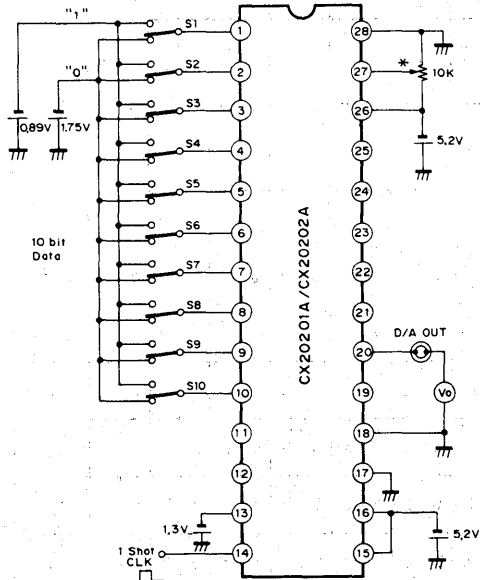 "1"
"0"
0.89V
1.75V
10 bit
Data
S1
S2
S3
S4
S5
S6
S7
S8
S9
S10
1
2
3
4
5
6
7
8
9
10
11
12
13
14
1.3V
1 Shot
CLK
CX20201A/CX20202A
28
27
26
25
24
23
22
21
20
19
18
17
16
15
*
10K
5.2V
D/A OUT
Vo
5.2V